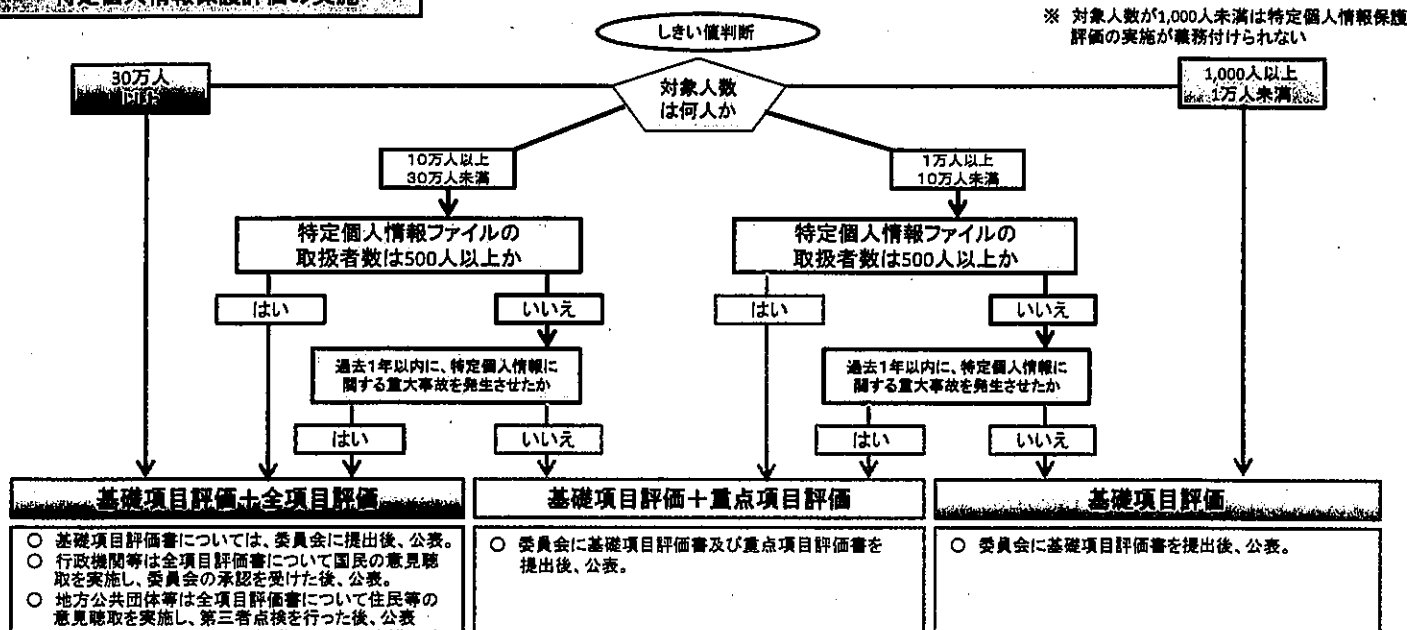 特定個人情報保護評価の実施
※ 対象人数が1,000人未満は特定個人情報保護
評価の実施が義務付けられない
しきい値判断
対象人数
は何人か
30万人
以上
1,000人以上
1万人未満
10万人以上
30万人未満
1万人以上
10万人未満
特定個人情報ファイルの
取扱者数は500人以上か
特定個人情報ファイルの
取扱者数は500人以上か
はい
いいえ
はい
いいえ
過去1年以内に、特定個人情報に
関する重大事故を発生させたか
過去1年以内に、特定個人情報に
関する重大事故を発生させたか
はい
いいえ
はい
いいえ
基礎項目評価+全項目評価
基礎項目評価+重点項目評価
基礎項目評価
○ 基礎項目評価書については、委員会に提出後、公表。
○ 行政機関等は全項目評価書について国民の意見聴
取を実施し、委員会の承認を受けた後、公表。
○ 地方公共団体等は全項目評価書について住民等の
意見聴取を実施し、第三者点検を行った後、公表
○ 委員会に基礎項目評価書及び重点項目評価書を
提出後、公表。
○ 委員会に基礎項目評価書を提出後、公表。